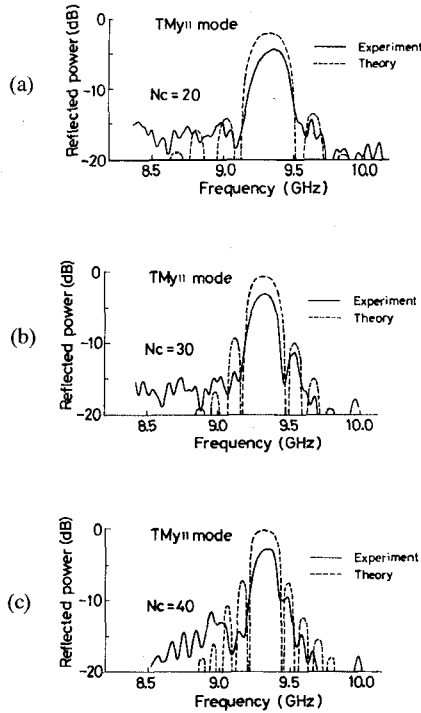 (a)
Reflected power (dB)
0
-10
-20
TMy11 mode
Nc=20
Experiment
Theory
8.5 9.0 9.5 10.0
Frequency (GHz)
(b)
Reflected power (dB)
0
-10
-20
TMy11 mode
Nc=30
Experiment
Theory
8.5 9.0 9.5 10.0
Frequency (GHz)
(c)
Reflected power (dB)
0
-10
-20
TMy11 mode
Nc=40
Experiment
Theory
8.5 9.0 9.5 10.0
Frequency (GHz)